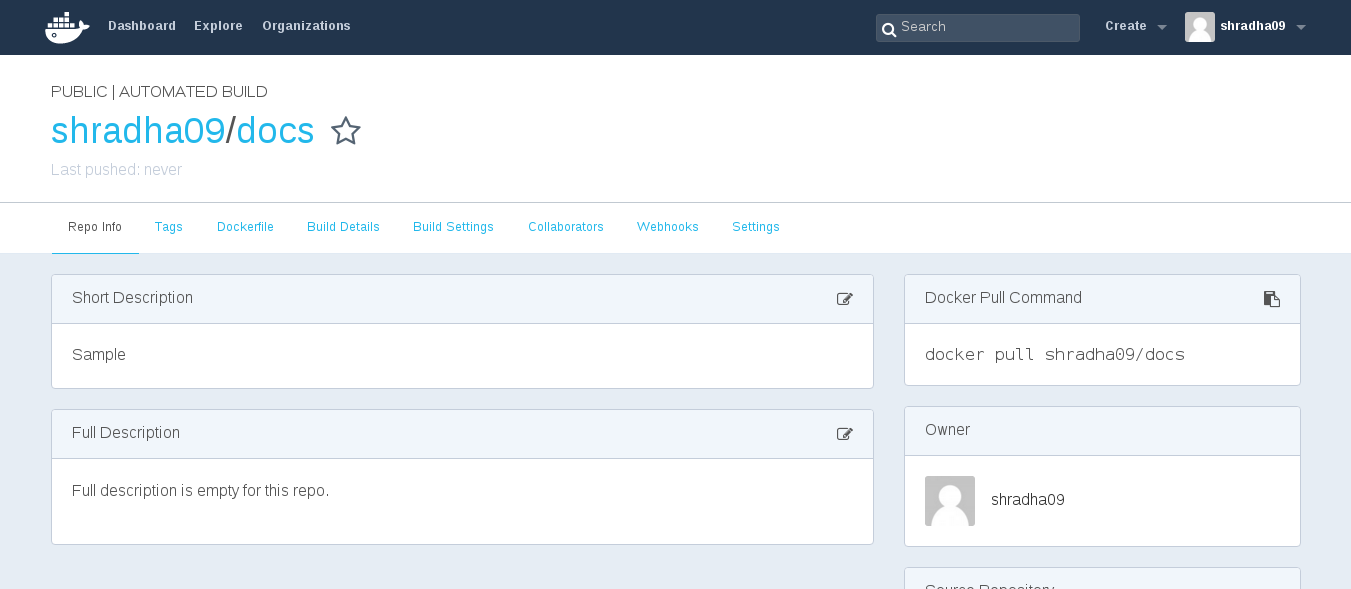 Dashboard Explore Organizations Search Create shradha09
PUBLIC | AUTOMATED BUILD
shradha09/docs
Last pushed: never
Repo Info Tags Dockerfile Build Details Build Settings Collaborators Webhooks Settings
Short Description
Sample
Full Description
Full description is empty for this repo.
Docker Pull Command
docker pull shradha09/docs
Owner
shradha09
Source Repository